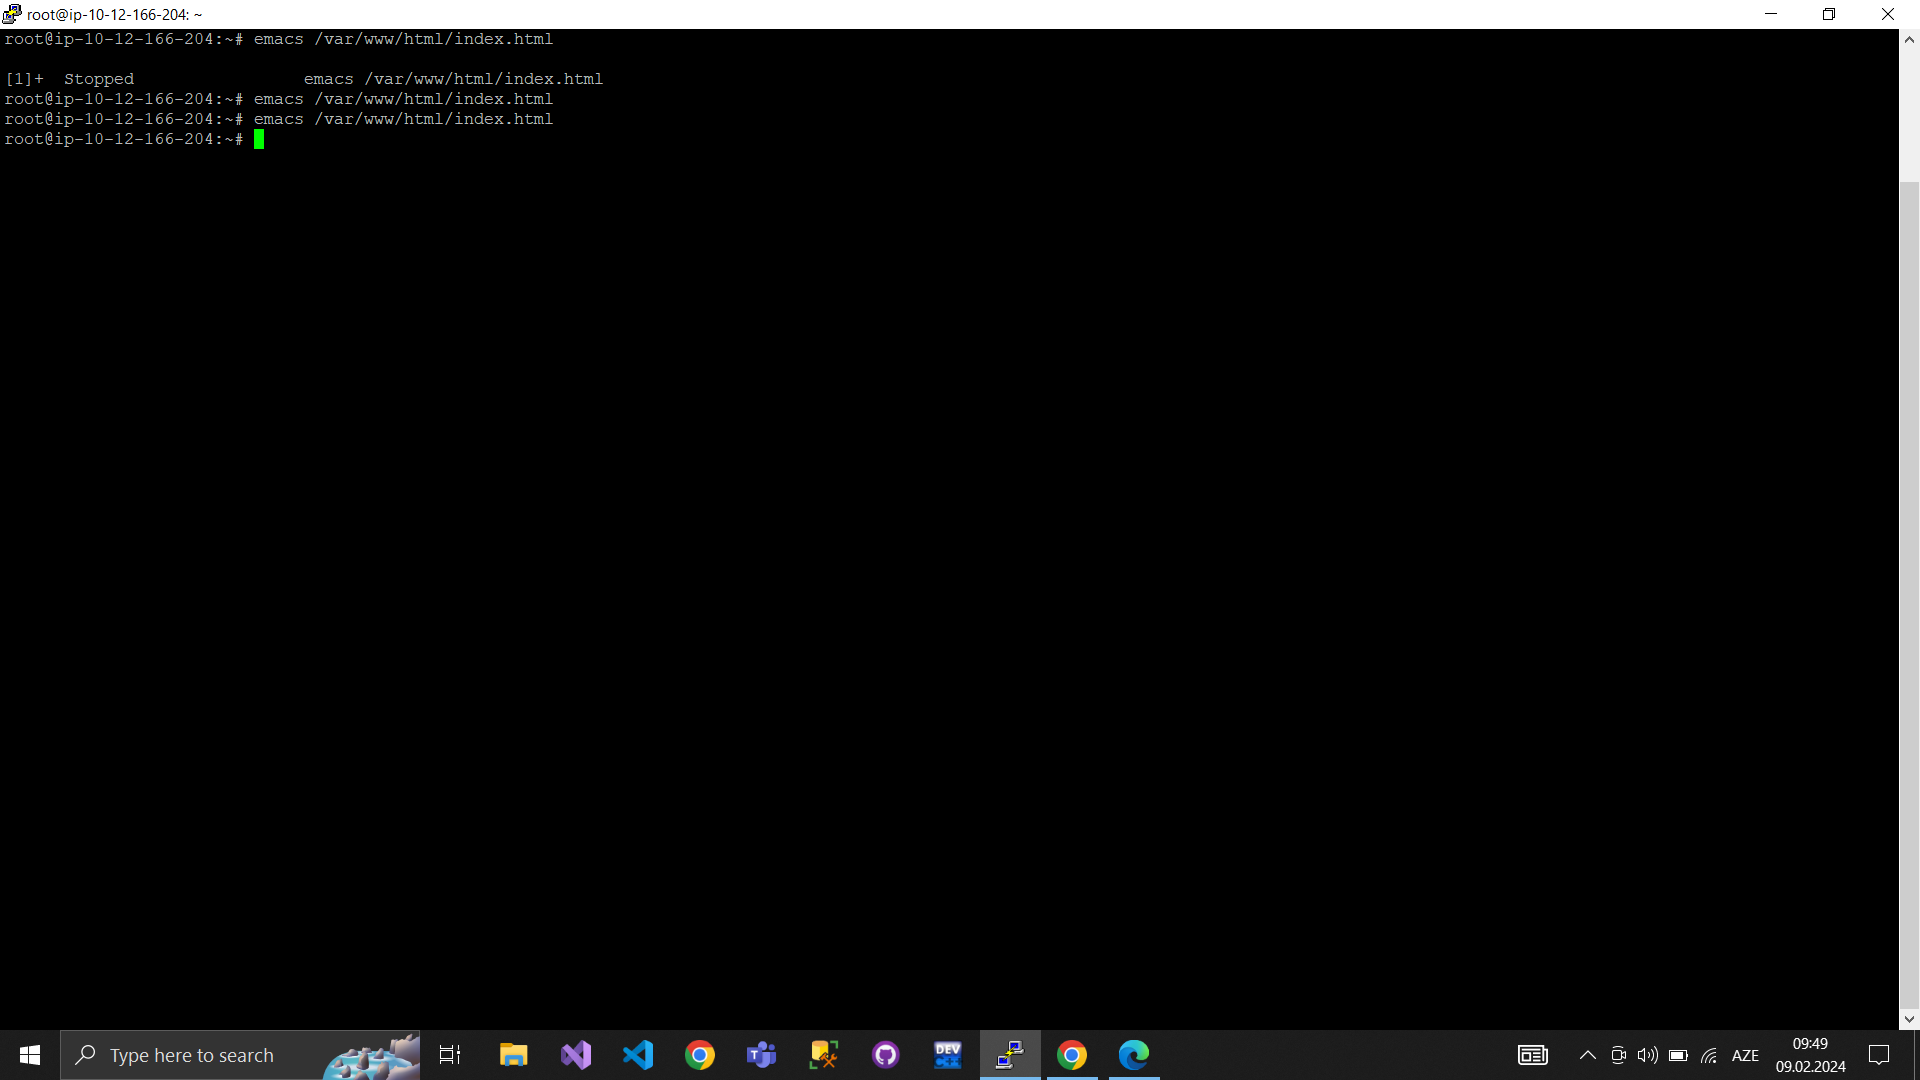 root@ip-10-12-166-204: ~
root@ip-10-12-166-204:~# emacs /var/www/html/index.html
[1]+  Stopped                 emacs /var/www/html/index.html
root@ip-10-12-166-204:~# emacs /var/www/html/index.html
root@ip-10-12-166-204:~# emacs /var/www/html/index.html
root@ip-10-12-166-204:~#
Type here to search
T
DEV
C++
AZE
09:49
09.02.2024